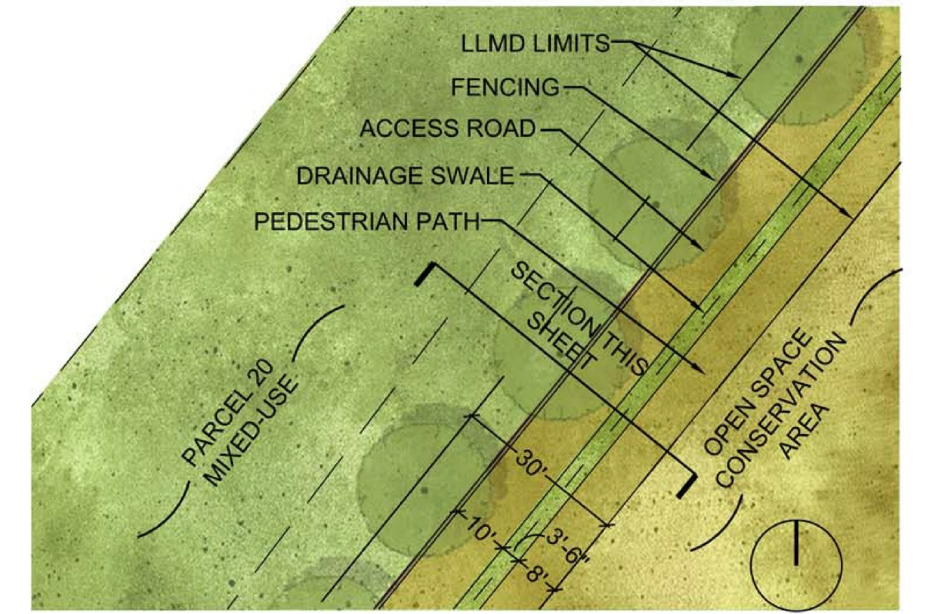 LLMD LIMITS
FENCING
ACCESS ROAD
DRAINAGE SWALE
PEDESTRIAN PATH
SECTION THIS
SHEET
PARCEL 20
MIXED-USE
OPEN SPACE
CONSERVATION
AREA
30'
10'
3'-6"
8'